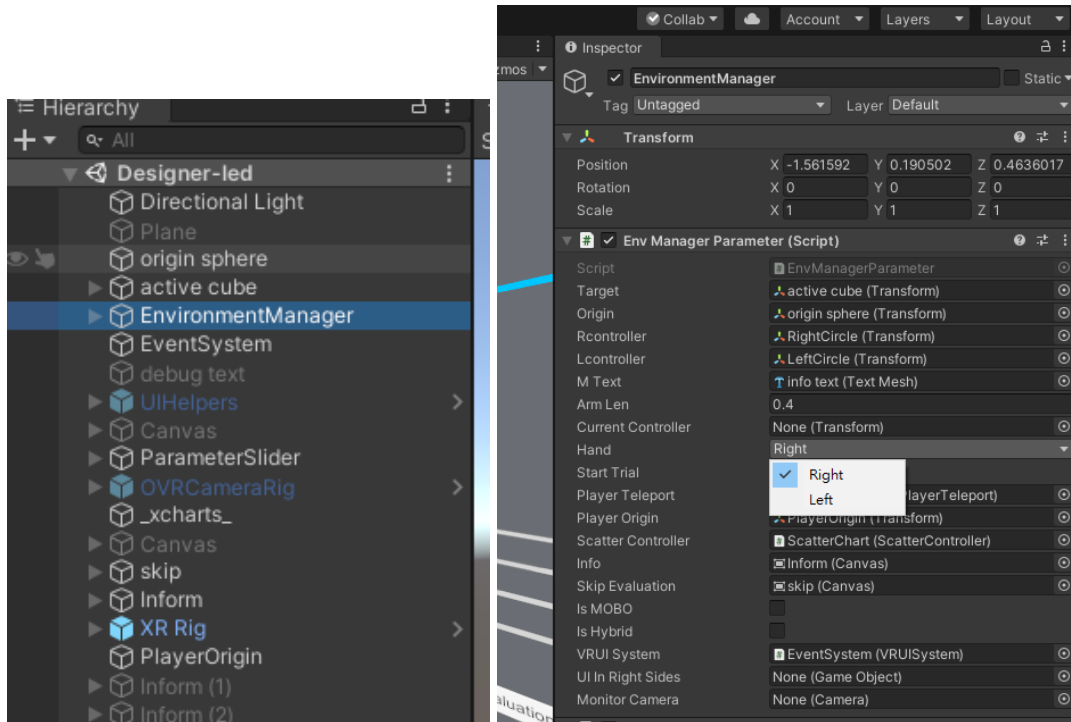 Hierarchy
All
Designer-led
Directional Light
Plane
origin sphere
active cube
EnvironmentManager
EventSystem
debug text
UIHelpers
Canvas
ParameterSlider
OVRCameraRig
_xcharts_
Canvas
skip
Inform
XR Rig
PlayerOrigin
Inform (1)
Inform (2)
Collab Account Layers Layout
Inspector
EnvironmentManager Static
Tag Untagged Layer Default
Transform
Position X -1.561592 Y 0.190502 Z 0.4636017
Rotation X 0 Y 0 Z 0
Scale X 1 Y 1 Z 1
Env Manager Parameter (Script)
Script EnvManagerParameter
Target active cube (Transform)
Origin origin sphere (Transform)
Rcontroller RightCircle (Transform)
Lcontroller LeftCircle (Transform)
M Text info text (Text Mesh)
Arm Len 0.4
Current Controller None (Transform)
Hand Right
Start Trial
Right
Left
Player Teleport PlayerTeleport)
Player Origin PlayerOrigin (Transform)
Scatter Controller ScatterChart (ScatterController)
Info Inform (Canvas)
Skip Evaluation skip (Canvas)
Is MOBO
Is Hybrid
VRUI System EventSystem (VRUISystem)
UI In Right Sides None (Game Object)
Monitor Camera None (Camera)